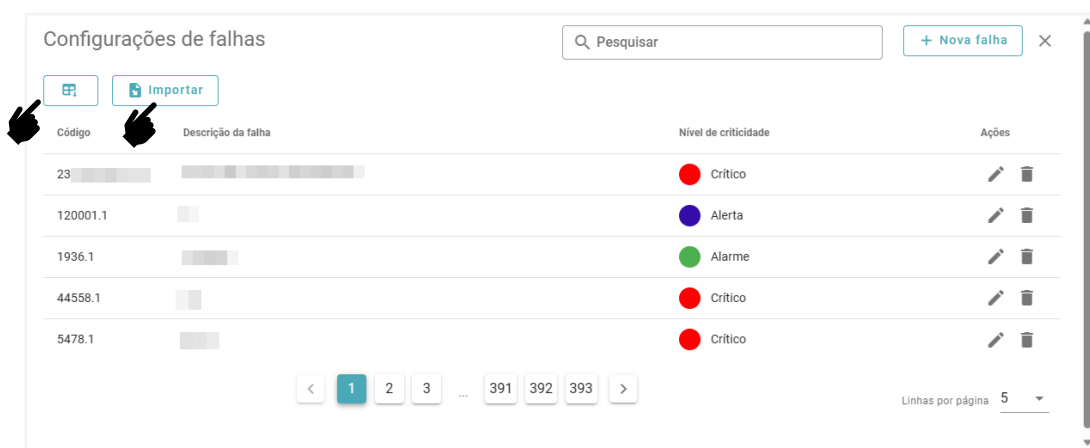 Configurações de falhas
Pesquisar
+ Nova falha
Importar
Código Descrição da falha Nível de criticidade Ações
23 Crítico
120001.1 Alerta
1936.1 Alarme
44558.1 Crítico
5478.1 Crítico
< 1 2 3 ... 391 392 393 >
Linhas por página 5